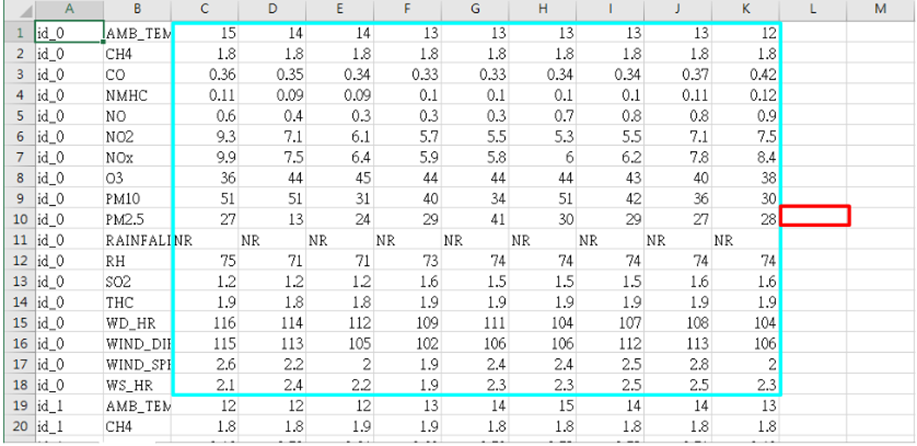 A B C D E F G H I J K L M
1 id_0 AMB_TEM 15 14 14 13 13 13 13 13 12
2 id_0 CH4 1.8 1.8 1.8 1.8 1.8 1.8 1.8 1.8 1.8
3 id_0 CO 0.36 0.35 0.34 0.33 0.33 0.34 0.34 0.37 0.42
4 id_0 NMHC 0.11 0.09 0.09 0.1 0.1 0.1 0.1 0.11 0.12
5 id_0 NO 0.6 0.4 0.3 0.3 0.3 0.7 0.8 0.8 0.9
6 id_0 NO2 9.3 7.1 6.1 5.7 5.5 5.3 5.5 7.1 7.5
7 id_0 NOx 9.9 7.5 6.4 5.9 5.8 6 6.2 7.8 8.4
8 id_0 O3 36 44 45 44 44 44 43 40 38
9 id_0 PM10 51 51 31 40 34 51 42 36 30
10 id_0 PM2.5 27 13 24 29 41 30 29 27 28
11 id_0 RAINFALL NR NR NR NR NR NR NR NR NR
12 id_0 RH 75 71 71 73 74 74 74 74 74
13 id_0 SO2 1.2 1.2 1.2 1.6 1.5 1.5 1.5 1.6 1.6
14 id_0 THC 1.9 1.8 1.8 1.9 1.9 1.9 1.9 1.9 1.9
15 id_0 WD_HR 116 114 112 109 111 104 107 108 104
16 id_0 WIND_DIR 115 113 105 102 106 106 112 113 106
17 id_0 WIND_SPE 2.6 2.2 2 1.9 2.4 2.4 2.5 2.8 2
18 id_0 WS_HR 2.1 2.4 2.2 1.9 2.3 2.3 2.5 2.5 2.3
19 id_1 AMB_TEM 12 12 12 13 14 15 14 14 13
20 id_1 CH4 1.8 1.8 1.9 1.9 1.8 1.8 1.8 1.8 1.8